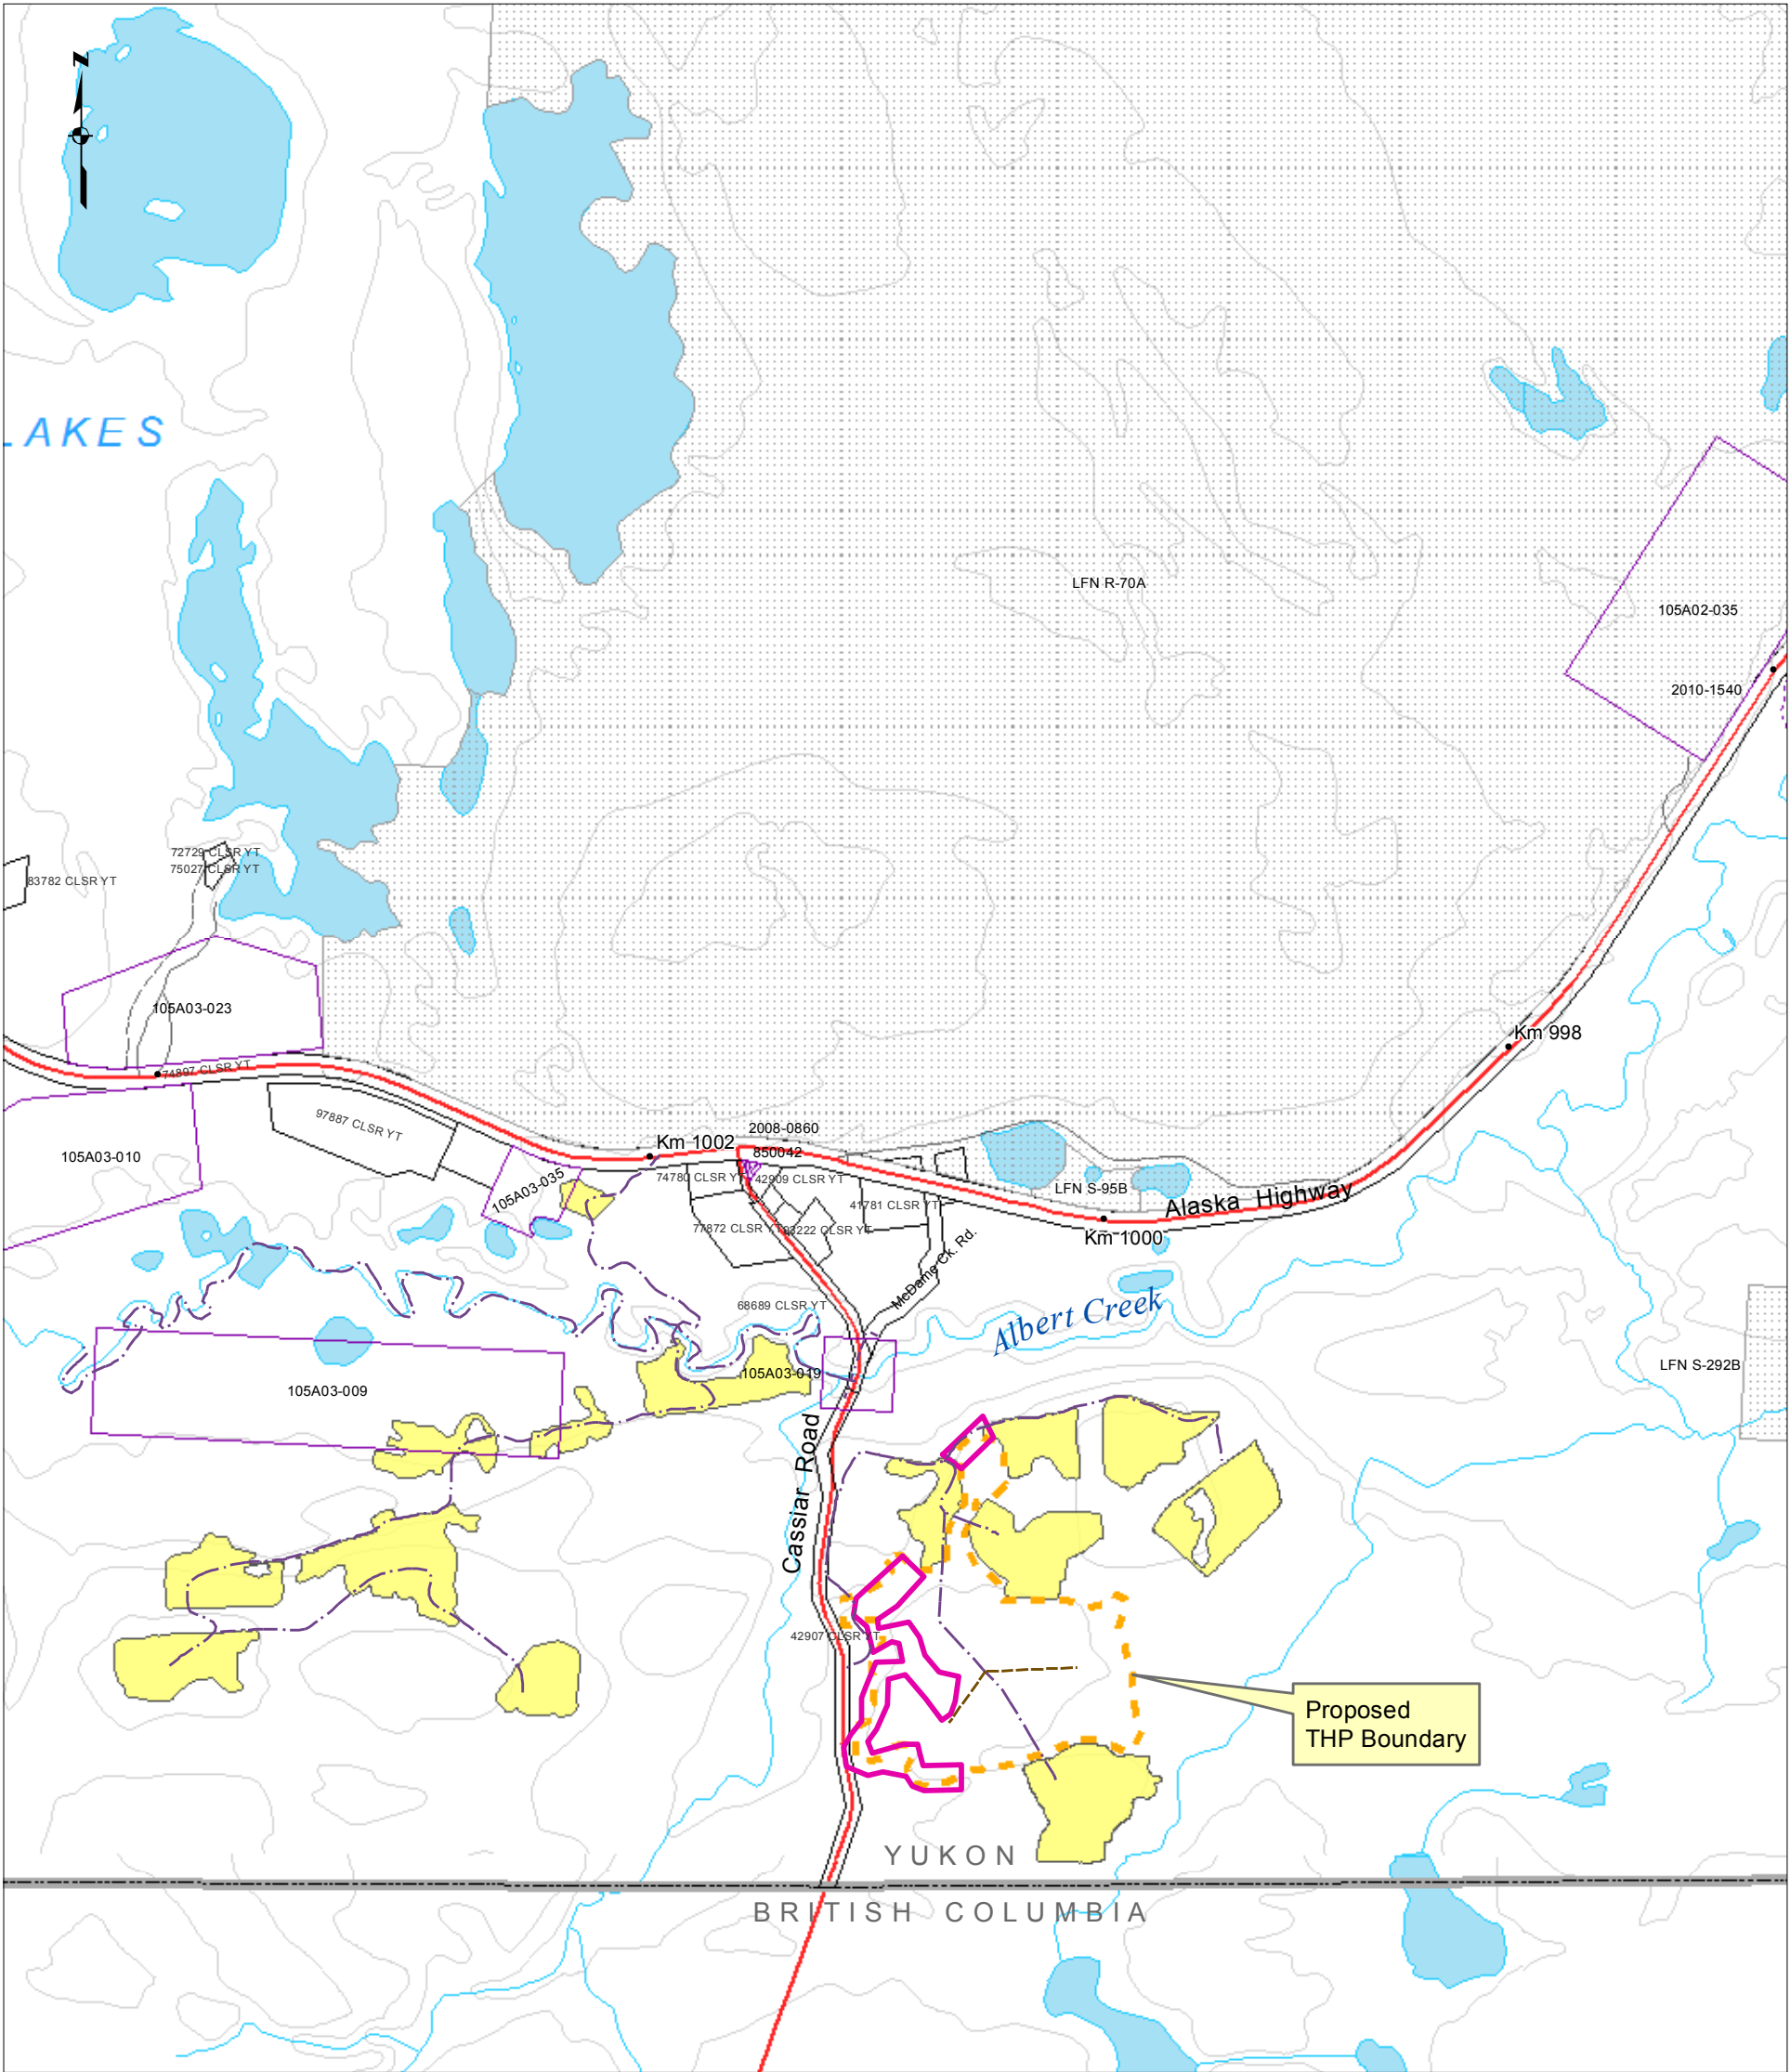 N
LAKES
LFN R-70A
105A02-035
2010-1540
72729 CLSR YT
75027 CLSR YT
83782 CLSR YT
105A03-023
Km 998
74897 CLSR YT
97887 CLSR YT
2008-0860
Km 1002
850042
105A03-010
105A03-035
74780 CLSR YT
42909 CLSR YT
LFN S-95B
Alaska Highway
41781 CLSR YT
77872 CLSR YT
Km 1000
McDame Ck. Rd.
68689 CLSR YT
Albert Creek
LFN S-292B
105A03-019
105A03-009
Cassiar Road
42907 CLSR YT
Proposed
THP Boundary
YUKON
BRITISH COLUMBIA